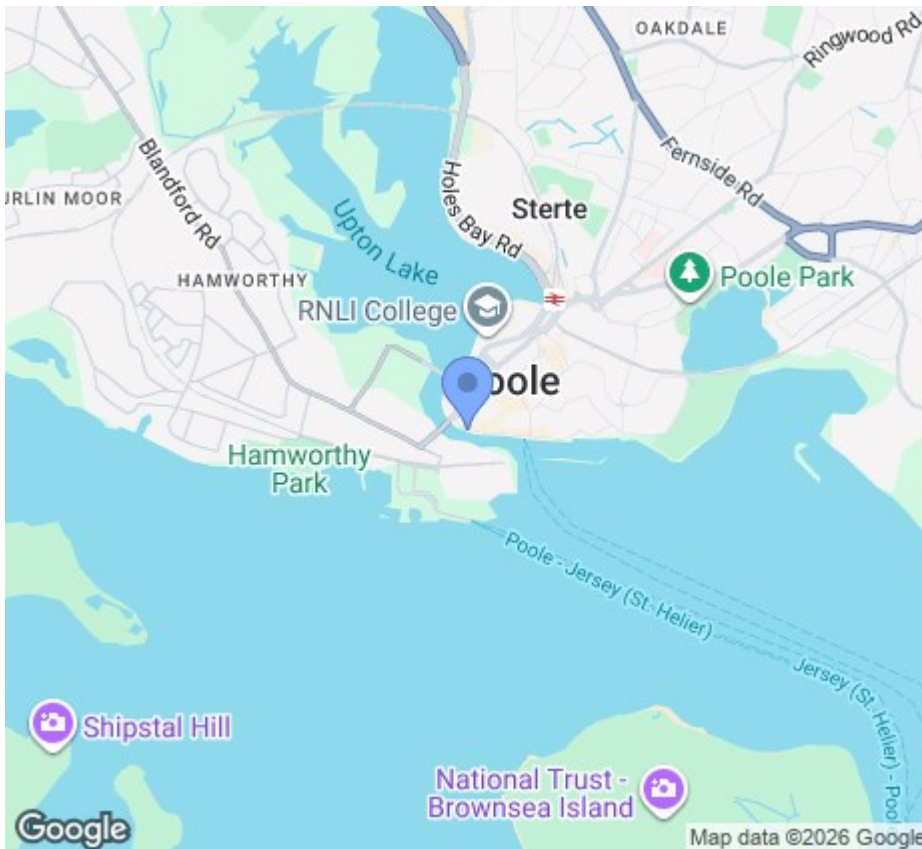 OAKDALE
Ringwood Rd
Blandford Rd
Holes Bay Rd
Fernside Rd
URLIN MOOR
Sterte
Upton
Lake
HAMWORTHY
Poole Park
RNLI College
oole
Hamworthy
Park
Poole - Jersey (St. Helier)
Jersey (St. Helier) - Poole
Shipstal Hill
National Trust -
Brownsea Island
Google
Map data ©2026 Google